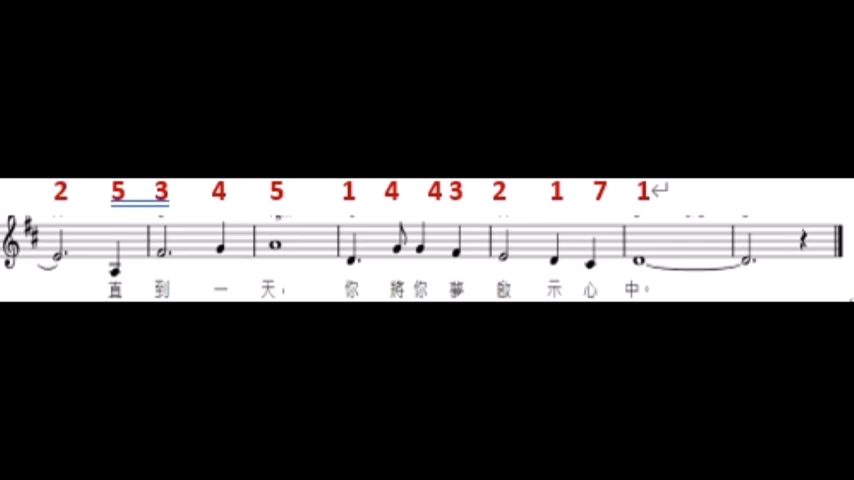 2 5 3 4 5 1 4 4 3 2 1 7 1↵
直 到 一 天， 你 將 你 夢 啟 示 心 中。